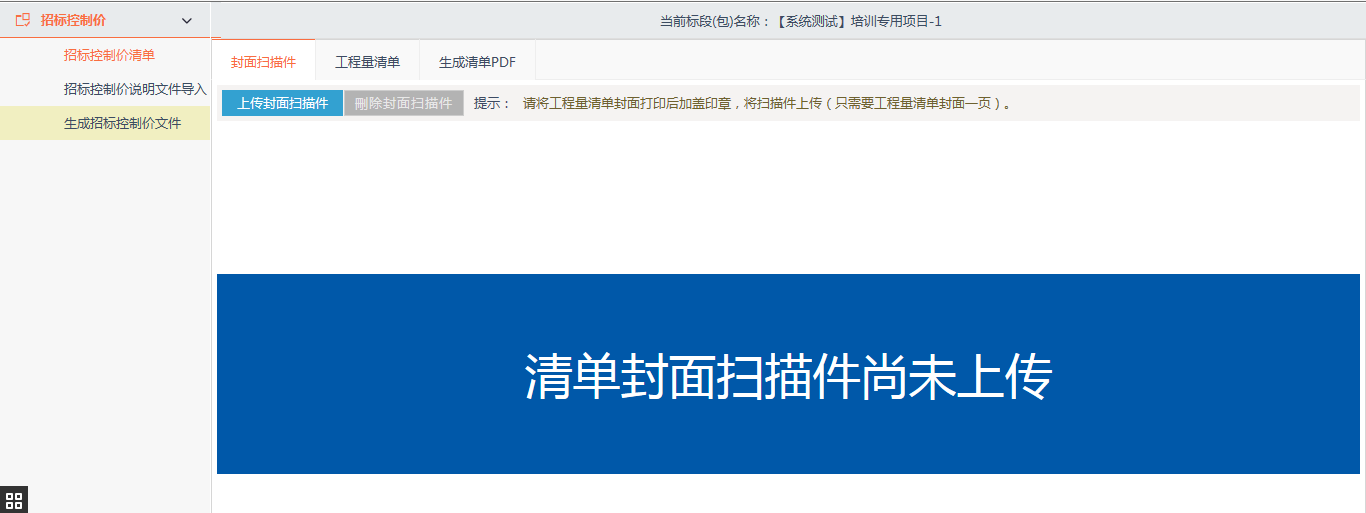 招标控制价
当前标段(包)名称：【系统测试】培训专用项目-1
招标控制价清单
招标控制价说明文件导入
生成招标控制价文件
封面扫描件
工程量清单
生成清单PDF
上传封面扫描件
刪除封面扫描件
提示： 请将工程量清单封面打印后加盖印章，将扫描件上传（只需要工程量清单封面一页）。
清单封面扫描件尚未上传